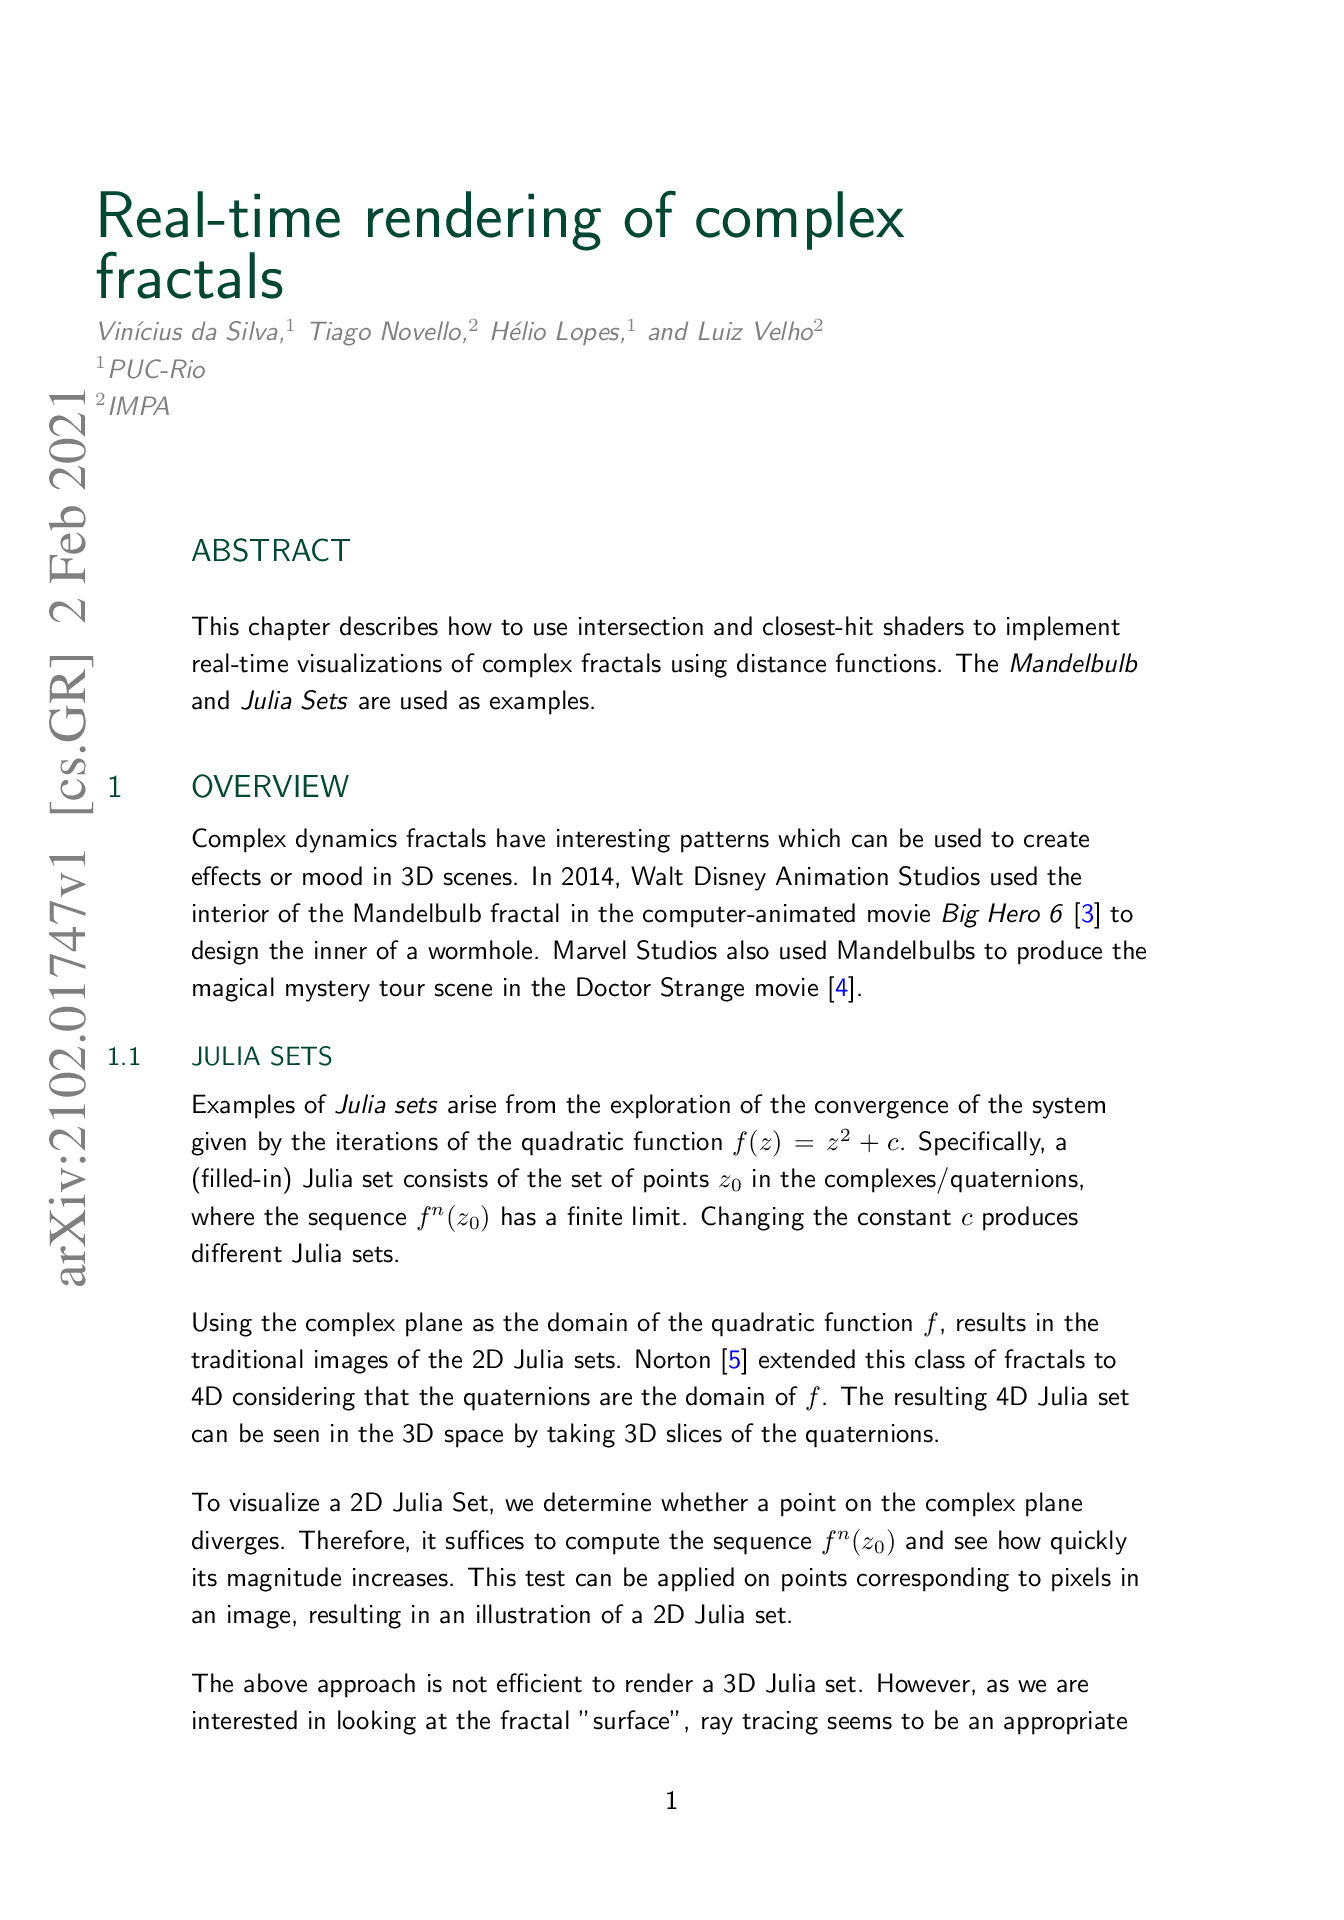 Real-time rendering of complex
fractals
Vinícius da Silva,¹ Tiago Novello,² Hélio Lopes,¹ and Luiz Velho²
¹PUC-Rio
²IMPA
arXiv:2102.01747v1 [cs.GR] 2 Feb 2021
ABSTRACT
This chapter describes how to use intersection and closest-hit shaders to implement
real-time visualizations of complex fractals using distance functions. The Mandelbulb
and Julia Sets are used as examples.
1 OVERVIEW
Complex dynamics fractals have interesting patterns which can be used to create
effects or mood in 3D scenes. In 2014, Walt Disney Animation Studios used the
interior of the Mandelbulb fractal in the computer-animated movie Big Hero 6 [3] to
design the inner of a wormhole. Marvel Studios also used Mandelbulbs to produce the
magical mystery tour scene in the Doctor Strange movie [4].
1.1 JULIA SETS
Examples of Julia sets arise from the exploration of the convergence of the system
given by the iterations of the quadratic function f(z) = z² + c. Specifically, a
(filled-in) Julia set consists of the set of points z₀ in the complexes/quaternions,
where the sequence fⁿ(z₀) has a finite limit. Changing the constant c produces
different Julia sets.
Using the complex plane as the domain of the quadratic function f, results in the
traditional images of the 2D Julia sets. Norton [5] extended this class of fractals to
4D considering that the quaternions are the domain of f. The resulting 4D Julia set
can be seen in the 3D space by taking 3D slices of the quaternions.
To visualize a 2D Julia Set, we determine whether a point on the complex plane
diverges. Therefore, it suffices to compute the sequence fⁿ(z₀) and see how quickly
its magnitude increases. This test can be applied on points corresponding to pixels in
an image, resulting in an illustration of a 2D Julia set.
The above approach is not efficient to render a 3D Julia set. However, as we are
interested in looking at the fractal ”surface”, ray tracing seems to be an appropriate
1